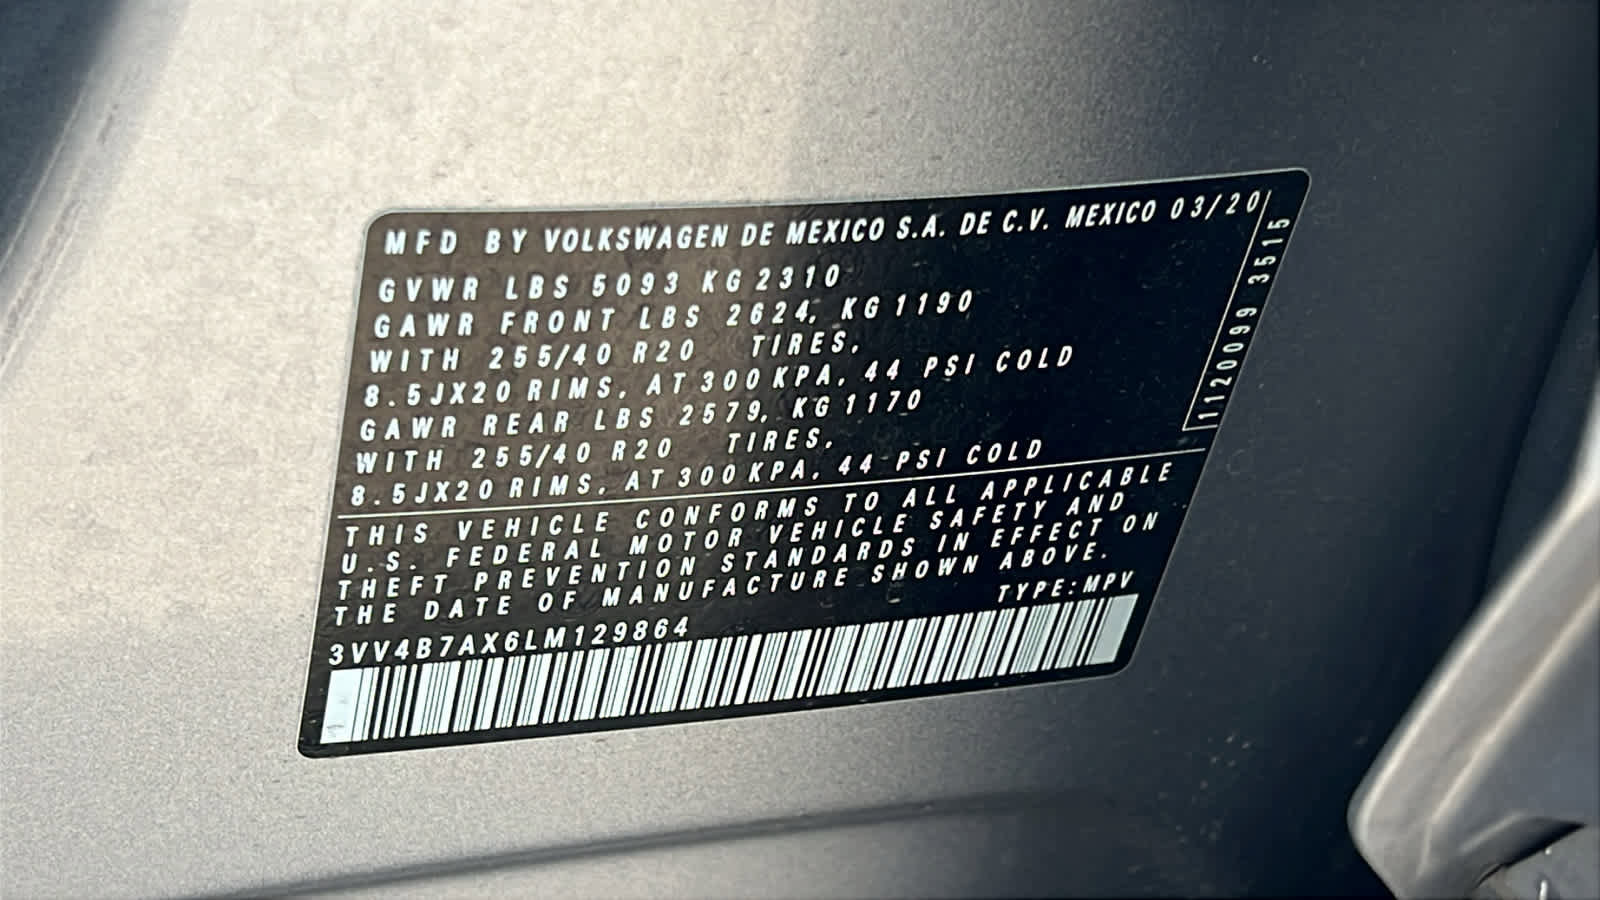 MFD BY VOLKSWAGEN DE MEXICO S.A. DE C.V. MEXICO 03/20
GVWR LBS 5093 KG 2310
GAWR FRONT LBS 2624, KG 1190
WITH 255/40 R20 TIRES,
8.5JX20 RIMS, AT 300 KPA, 44 PSI COLD
GAWR REAR LBS 2579, KG 1170
WITH 255/40 R20 TIRES,
8.5JX20 RIMS, AT 300 KPA, 44 PSI COLD
1120099 3515
THIS VEHICLE CONFORMS TO ALL APPLICABLE
U.S. FEDERAL MOTOR VEHICLE SAFETY AND
THEFT PREVENTION STANDARDS IN EFFECT ON
THE DATE OF MANUFACTURE SHOWN ABOVE.
TYPE: MPV
3VV4B7AX6LM129864